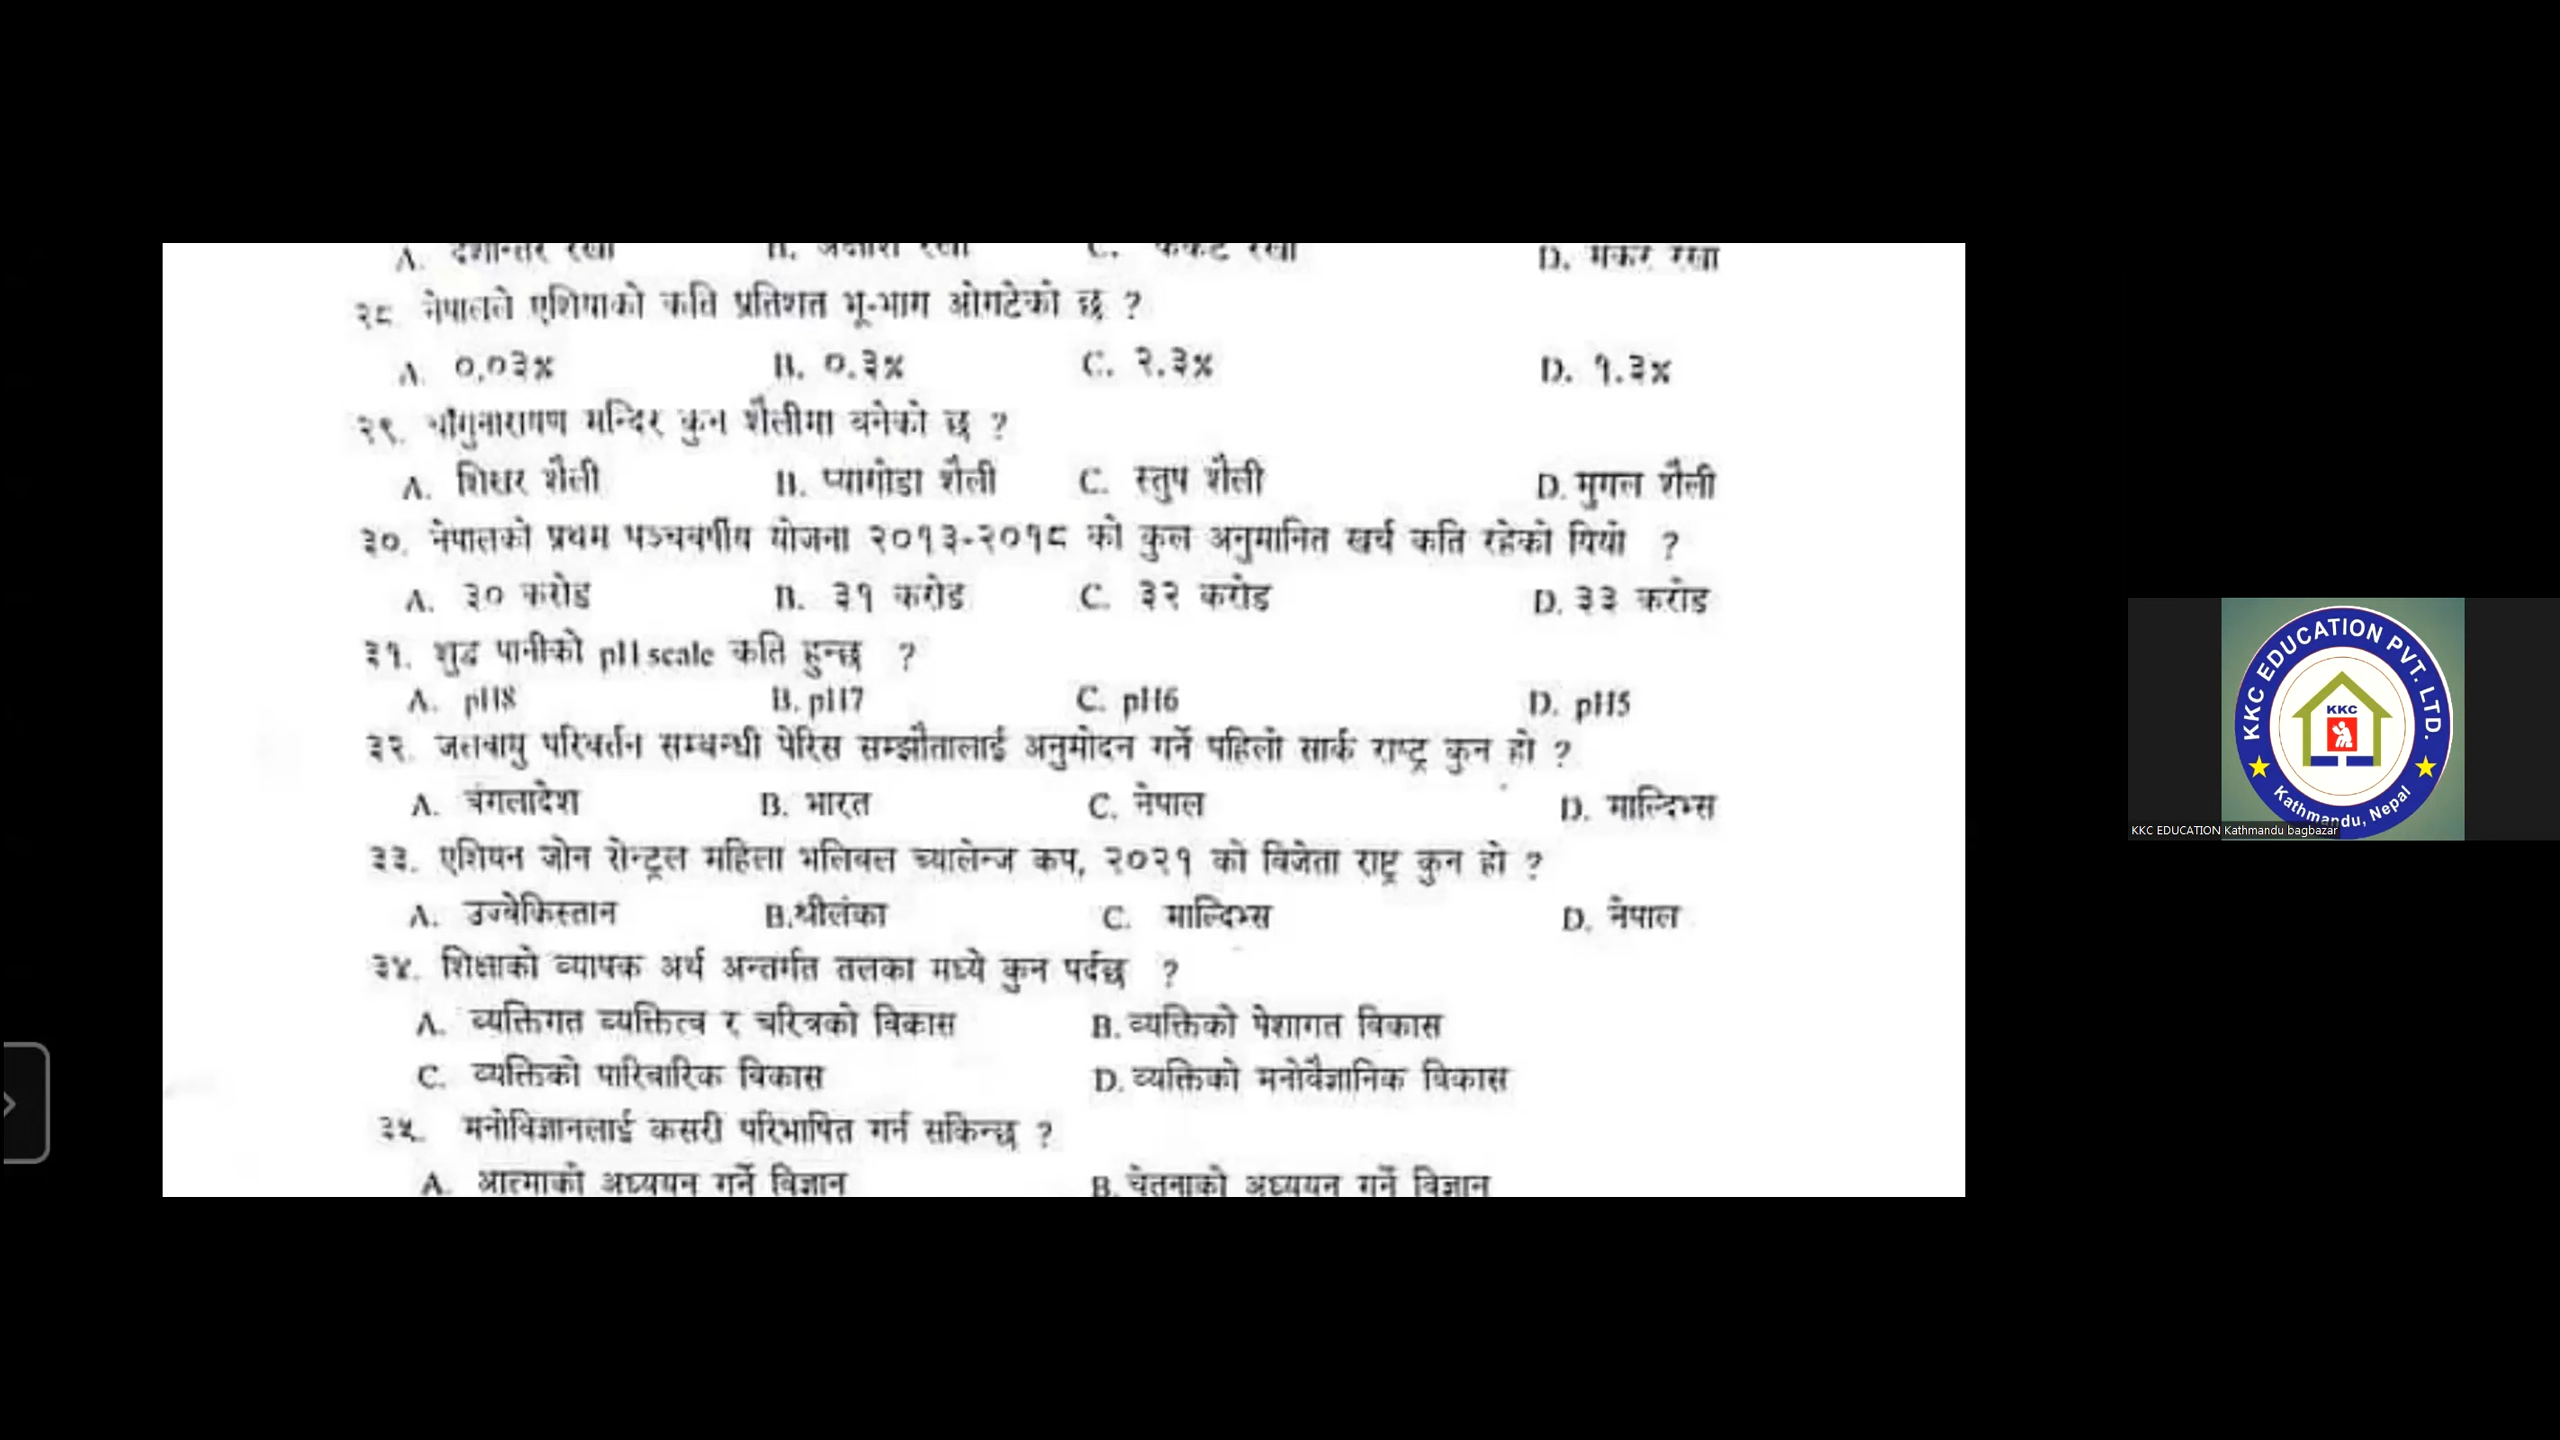 A. देशान्तर रेखा B. अक्षांश रेखा C. कर्कट रेखा D. मकर रेखा
२८ नेपालले एशियाको कति प्रतिशत भू-भाग ओगटेको छ ?
A. ०.०३% B. ०.३% C. २.३% D. १.३%
२९. चाँगुनारायण मन्दिर कुन शैलीमा बनेको छ ?
A. शिखर शैली B. प्यागोडा शैली C. स्तुप शैली D. मुगल शैली
३०. नेपालको प्रथम पञ्चवर्षीय योजना २०१३-२०१८ को कुल अनुमानित खर्च कति रहेको थियो ?
A. ३० करोड B. ३१ करोड C. ३२ करोड D. ३३ करोड
३१. शुद्ध पानीको pH scale कति हुन्छ ?
A. pH8 B. pH7 C. pH6 D. pH5
३२. जलवायु परिवर्तन सम्बन्धी पेरिस सम्झौतालाई अनुमोदन गर्ने पहिलो सार्क राष्ट्र कुन हो ?
A. बंगलादेश B. भारत C. नेपाल D. माल्दिभ्स
३३. एशियन जोन सेन्ट्रल महिला भलिबल च्यालेन्ज कप, २०२१ को विजेता राष्ट्र कुन हो ?
A. उज्वेकिस्तान B.श्रीलंका C. माल्दिभ्स D. नेपाल
३४. शिक्षाको व्यापक अर्थ अन्तर्गत तलका मध्ये कुन पर्दछ ?
A. व्यक्तिगत व्यक्तित्व र चरित्रको विकास B. व्यक्तिको पेशागत विकास
C. व्यक्तिको पारिवारिक विकास D. व्यक्तिको मनोवैज्ञानिक विकास
३५. मनोविज्ञानलाई कसरी परिभाषित गर्न सकिन्छ ?
A. आत्माको अध्ययन गर्ने विज्ञान B. चेतनाको अध्ययन गर्ने विज्ञान
KKC EDUCATION PVT. LTD.
KKC
Kathmandu, Nepal
KKC EDUCATION Kathmandu bagbazar